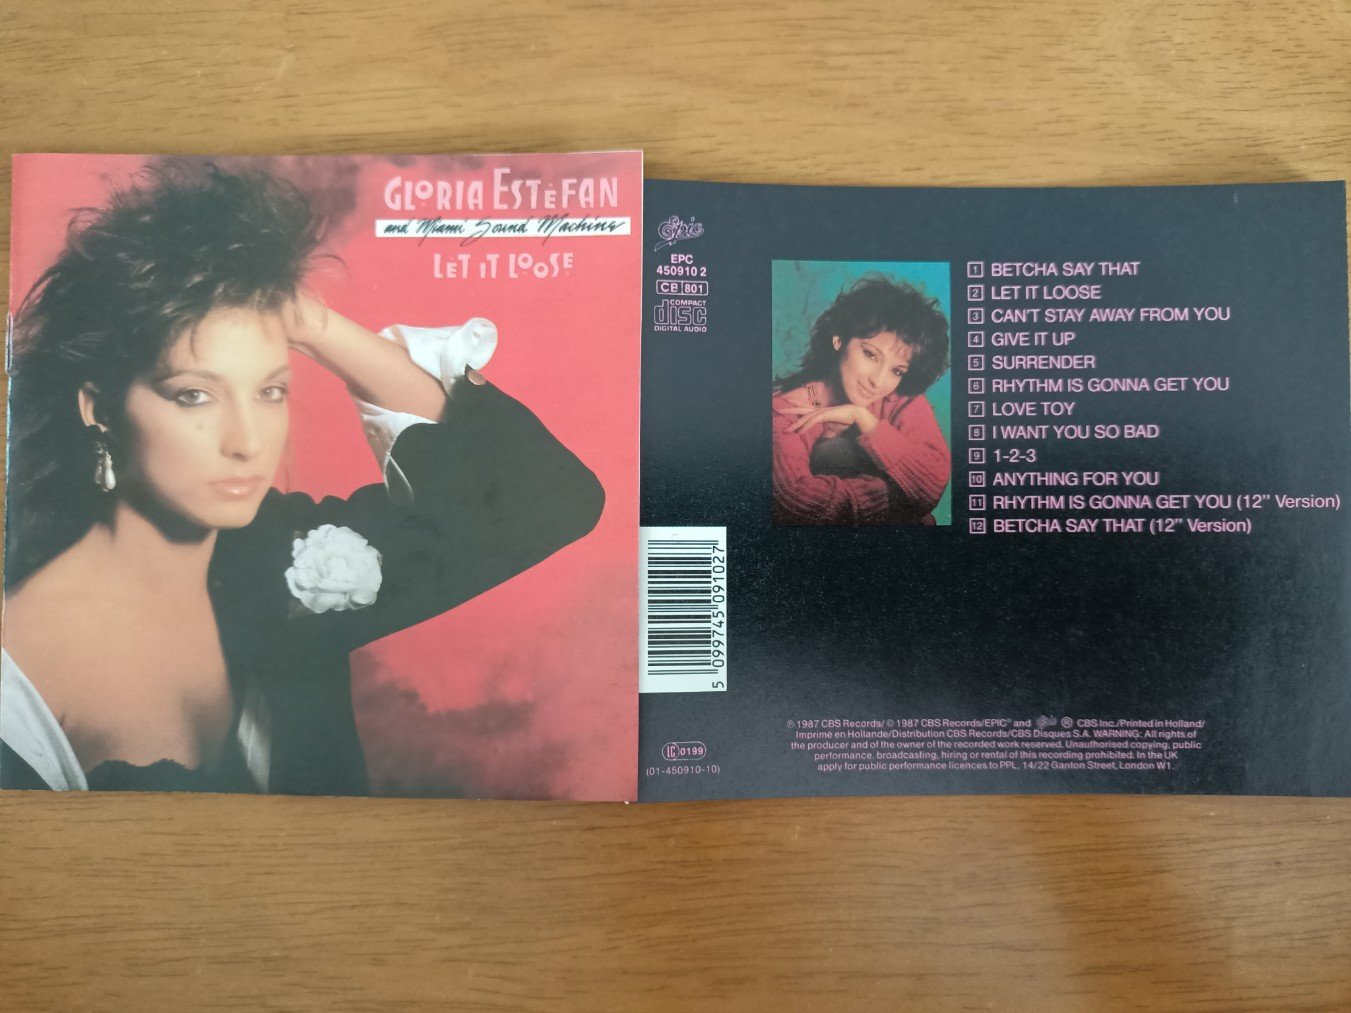 GLORIA ESTEFAN
and Miami Sound Machine
LET IT LOOSE
Epic
EPC
450910 2
CB 801
COMPACT
disc
DIGITAL AUDIO
1 BETCHA SAY THAT
2 LET IT LOOSE
3 CAN'T STAY AWAY FROM YOU
4 GIVE IT UP
5 SURRENDER
6 RHYTHM IS GONNA GET YOU
7 LOVE TOY
8 I WANT YOU SO BAD
9 1-2-3
10 ANYTHING FOR YOU
11 RHYTHM IS GONNA GET YOU (12" Version)
12 BETCHA SAY THAT (12" Version)
5 099745 091027
LC 0199
(01-450910-10)
℗ 1987 CBS Records/ © 1987 CBS Records/EPIC® and Epic ® CBS Inc./Printed in Holland/
Imprimé en Hollande/Distribution CBS Records/CBS Disques S.A. WARNING: All rights of
the producer and of the owner of the recorded work reserved. Unauthorised copying, public
performance, broadcasting, hiring or rental of this recording prohibited. In the UK
apply for public performance licences to PPL, 14/22 Ganton Street, London W1.